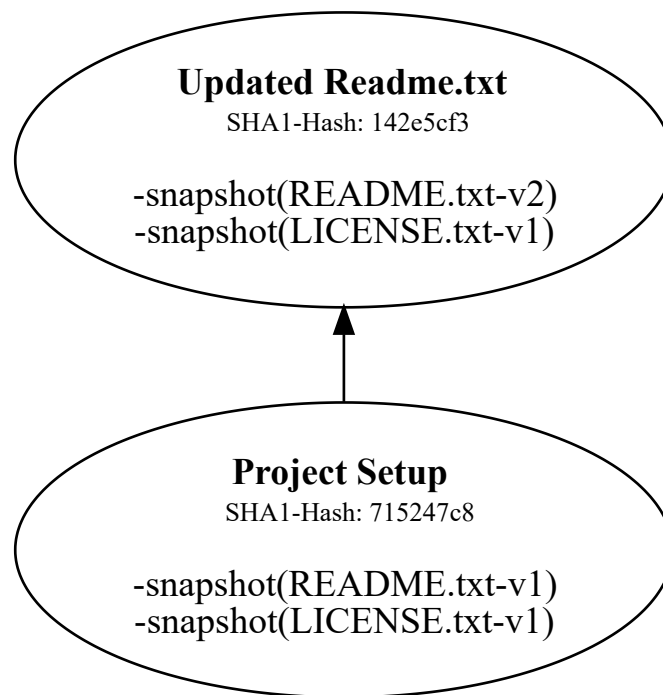 Updated Readme.txt
SHA1-Hash: 142e5cf3
-snapshot(README.txt-v2)
-snapshot(LICENSE.txt-v1)
Project Setup
SHA1-Hash: 715247c8
-snapshot(README.txt-v1)
-snapshot(LICENSE.txt-v1)